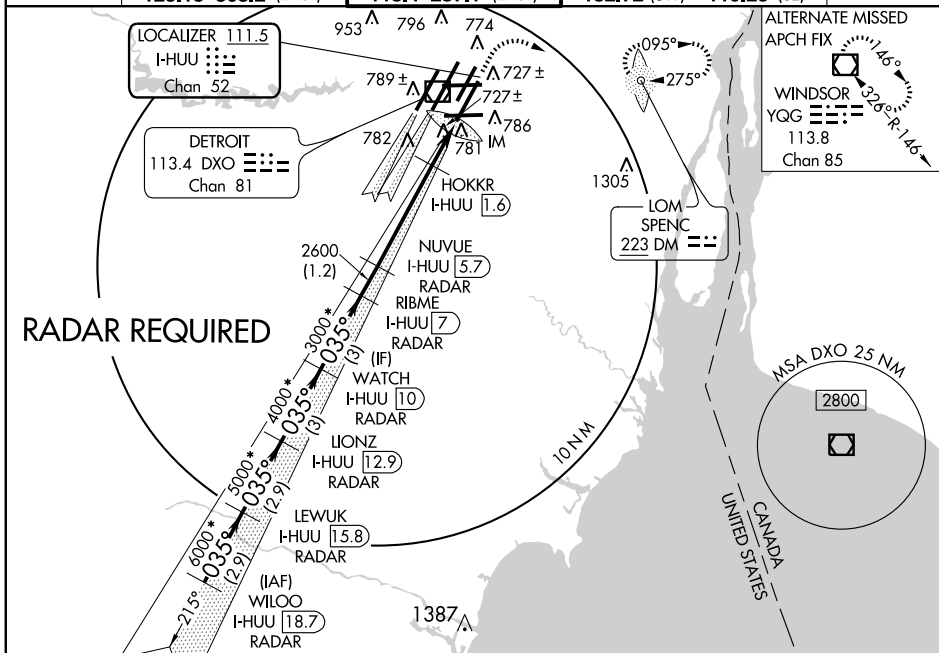 LOCALIZER 111.5
I-HUU
Chan 52
DETROIT
113.4 DXO
Chan 81
953
796
774
789 ±
727 ±
727 ±
786
782
781
IM
095°
275°
1305
LOM
SPENC
223 DM
ALTERNATE MISSED
APCH FIX
146°
WINDSOR
YQG
113.8
Chan 85
326°
R-146
HOKKR
I-HUU 1.6
2600
(1.2)
NUVUE
I-HUU 5.7
RADAR
RIBME
I-HUU 7
RADAR
RADAR REQUIRED
3000*
035°
(3)
(IF)
WATCH
I-HUU 10
RADAR
4000*
035°
(3)
LIONZ
I-HUU 12.9
RADAR
5000*
035°
(2.9)
LEWUK
I-HUU 15.8
RADAR
6000*
035°
(2.9)
(IAF)
WILOO
I-HUU 18.7
RADAR
215°
10 NM
1387
MSA DXO 25 NM
2800
CANADA
UNITED STATES